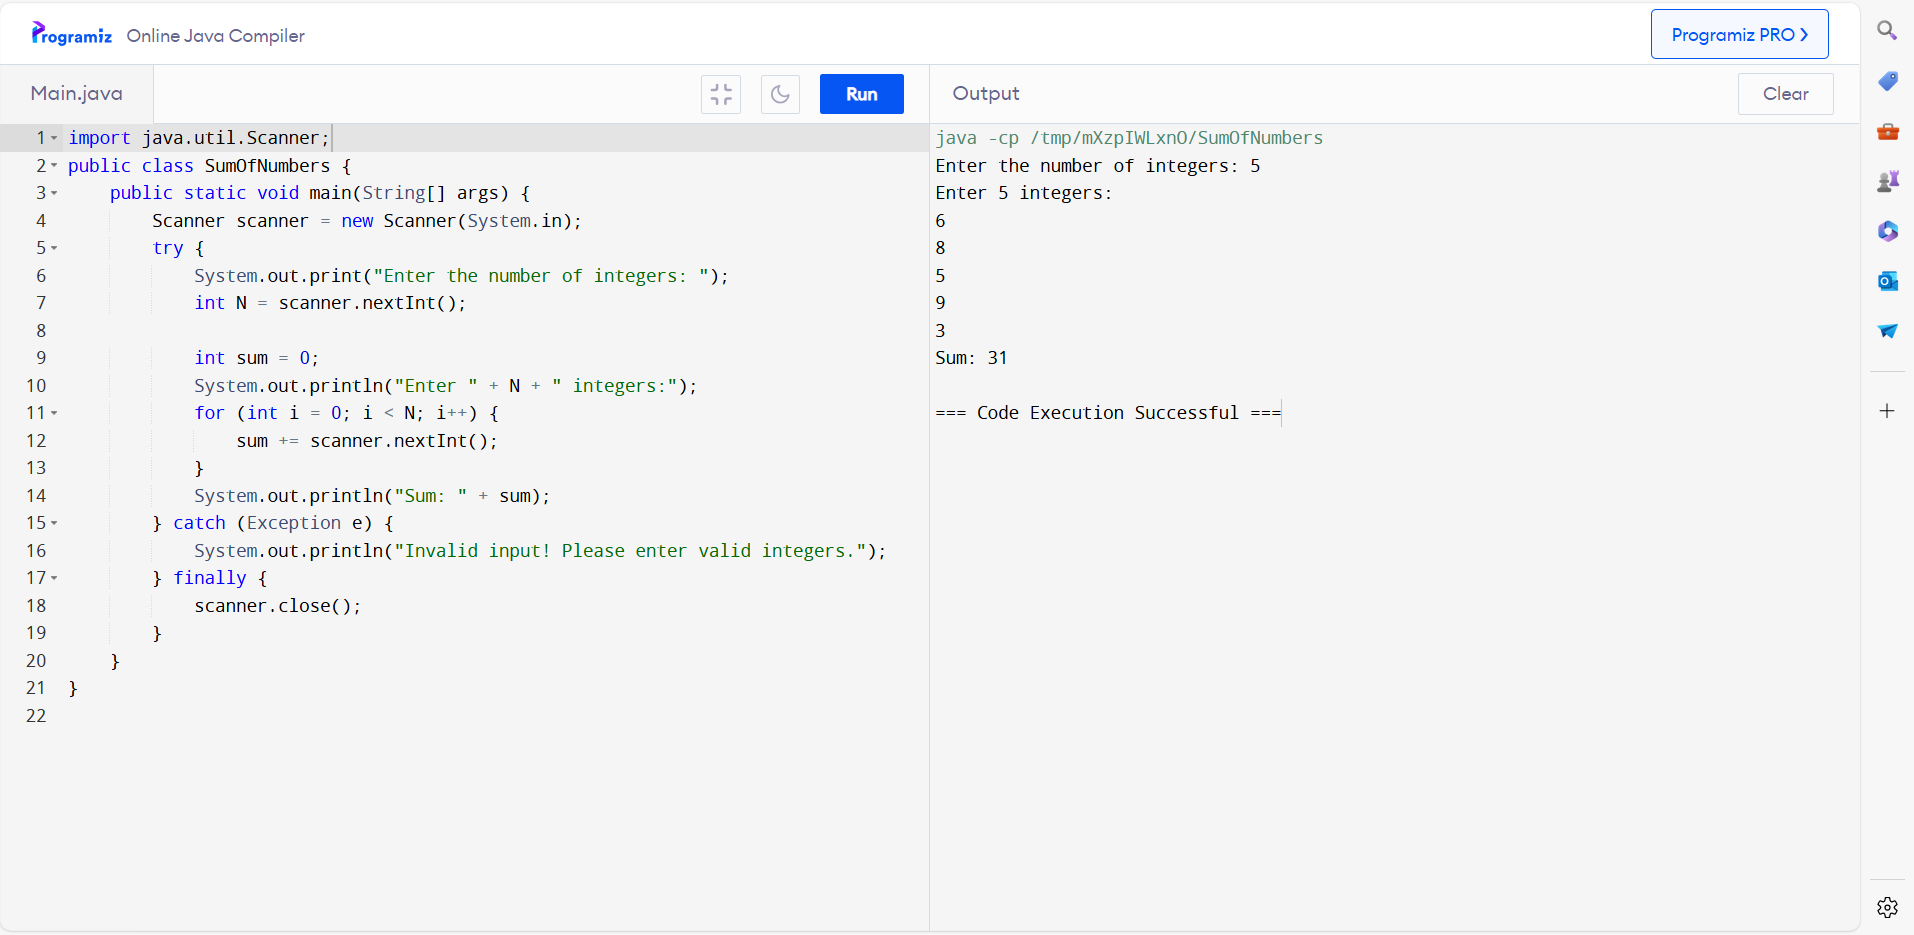 Programiz Online Java Compiler
Programiz PRO
Main.java
Run
1 import java.util.Scanner;
2 public class SumOfNumbers {
3     public static void main(String[] args) {
4         Scanner scanner = new Scanner(System.in);
5         try {
6             System.out.print("Enter the number of integers: ");
7             int N = scanner.nextInt();
8
9             int sum = 0;
10             System.out.println("Enter " + N + " integers:");
11             for (int i = 0; i < N; i++) {
12                 sum += scanner.nextInt();
13             }
14             System.out.println("Sum: " + sum);
15         } catch (Exception e) {
16             System.out.println("Invalid input! Please enter valid integers.");
17         } finally {
18             scanner.close();
19         }
20     }
21 }
22
Output
Clear
java -cp /tmp/mXzpIWLxnO/SumOfNumbers
Enter the number of integers: 5
Enter 5 integers:
6
8
5
9
3
Sum: 31
=== Code Execution Successful ===